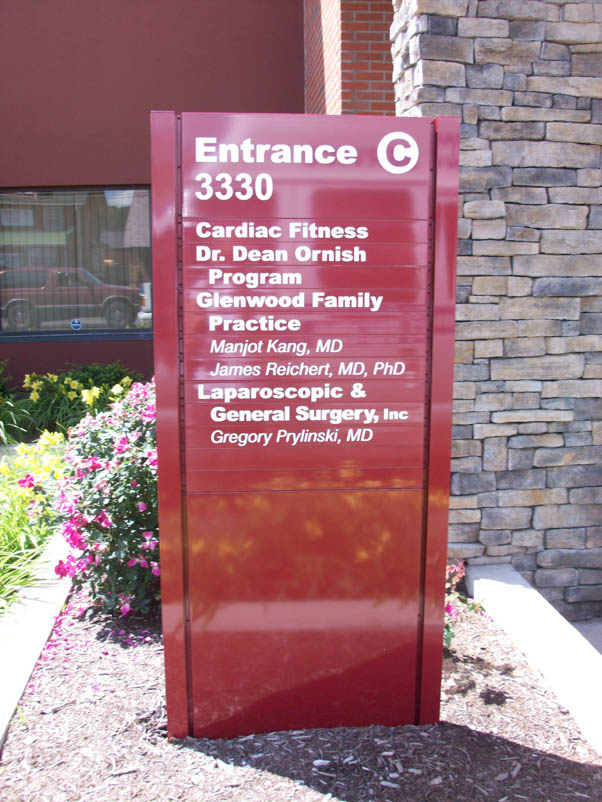 Entrance C
3330
Cardiac Fitness
Dr. Dean Ornish
Program
Glenwood Family
Practice
Manjot Kang, MD
James Reichert, MD, PhD
Laparoscopic &
General Surgery, Inc
Gregory Prylinski, MD